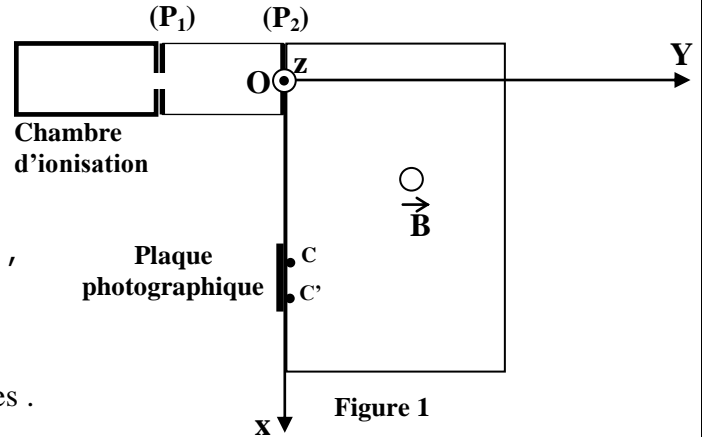 (P₁) (P₂)
Y
O z
Chambre
d'ionisation
B
,
Plaque
photographique
C
C'
es .
Figure 1
x